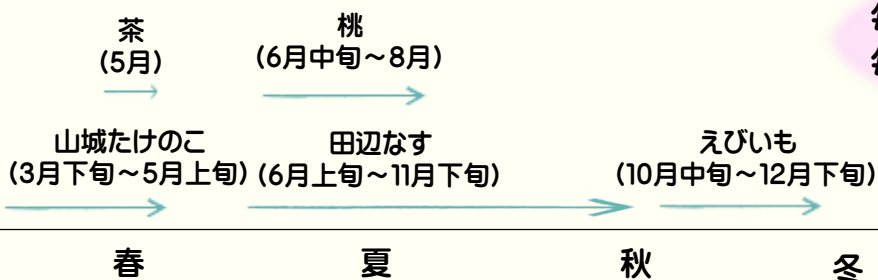 茶
(5月)
桃
(6月中旬～8月)
山城たけのこ
(3月下旬～5月上旬)
田辺なす
(6月上旬～11月下旬)
えびいも
(10月中旬～12月下旬)
春
夏
秋
冬